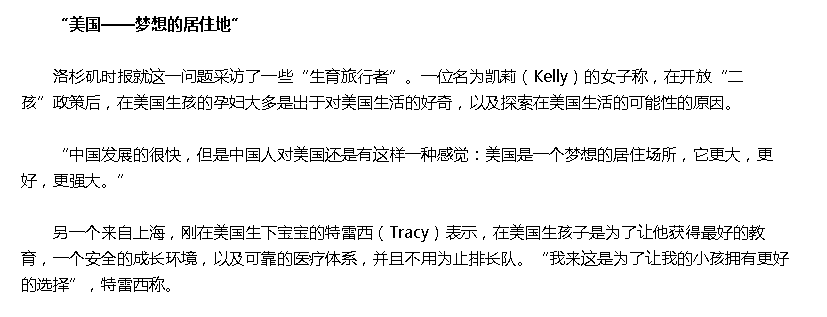 “美国——梦想的居住地”
洛杉矶时报就这一问题采访了一些“生育旅行者”。一位名为凯莉（Kelly）的女子称，在开放“二
孩”政策后，在美国生孩的孕妇大多是出于对美国生活的好奇，以及探索在美国生活的可能性的原因。
“中国发展的很快，但是中国人对美国还是有这样一种感觉：美国是一个梦想的居住场所，它更大，更
好，更强大。”
另一个来自上海，刚在美国生下宝宝的特雷西（Tracy）表示，在美国生孩子是为了让他获得最好的教
育，一个安全的成长环境，以及可靠的医疗体系，并且不用为止排长队。“我来这是为了让我的小孩拥有更好
的选择”，特雷西称。